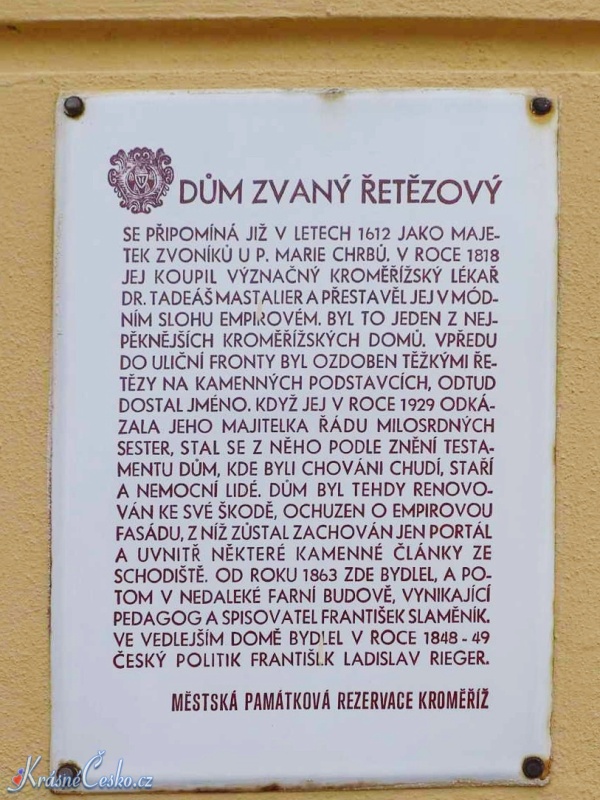 DŮM ZVANÝ ŘETĚZOVÝ
SE PŘIPOMÍNÁ JIŽ V LETECH 1612 JAKO MAJE-
TEK ZVONÍKŮ U P. MARIE CHRBŮ. V ROCE 1818
JEJ KOUPIL VÝZNAČNÝ KROMĚŘÍŽSKÝ LÉKAŘ
DR. TADEÁŠ MASTALIER A PŘESTAVĚL JEJ V MÓD-
NÍM SLOHU EMPIROVÉM. BYL TO JEDEN Z NEJ-
PĚKNĚJŠÍCH KROMĚŘÍŽSKÝCH DOMŮ. VPŘEDU
DO ULIČNÍ FRONTY BYL OZDOBEN TĚŽKÝMI ŘE-
TĚZY NA KAMENNÝCH PODSTAVCÍCH, ODTUD
DOSTAL JMÉNO. KDYŽ JEJ V ROCE 1929 ODKÁ-
ZALA JEHO MAJITELKA ŘÁDU MILOSRDNÝCH
SESTER, STAL SE Z NĚHO PODLE ZNĚNÍ TESTA-
MENTU DŮM, KDE BYLI CHOVÁNI CHUDÍ, STAŘÍ
A NEMOCNÍ LIDÉ. DŮM BYL TEHDY RENOVO-
VÁN KE SVÉ ŠKODĚ, OCHUZEN O EMPIROVOU
FASÁDU, Z NÍŽ ZŮSTAL ZACHOVÁN JEN PORTÁL
A UVNITŘ NĚKTERÉ KAMENNÉ ČLÁNKY ZE
SCHODIŠTĚ. OD ROKU 1863 ZDE BYDLEL, A PO-
TOM V NEDALEKÉ FARNÍ BUDOVĚ, VYNIKAJÍCÍ
PEDAGOG A SPISOVATEL FRANTIŠEK SLAMĚNÍK.
VE VEDLEJŠÍM DOMĚ BYDLEL V ROCE 1848-49
ČESKÝ POLITIK FRANTIŠEK LADISLAV RIEGER.
MĚSTSKÁ PAMÁTKOVÁ REZERVACE KROMĚŘÍŽ
KrásnéČesko.cz